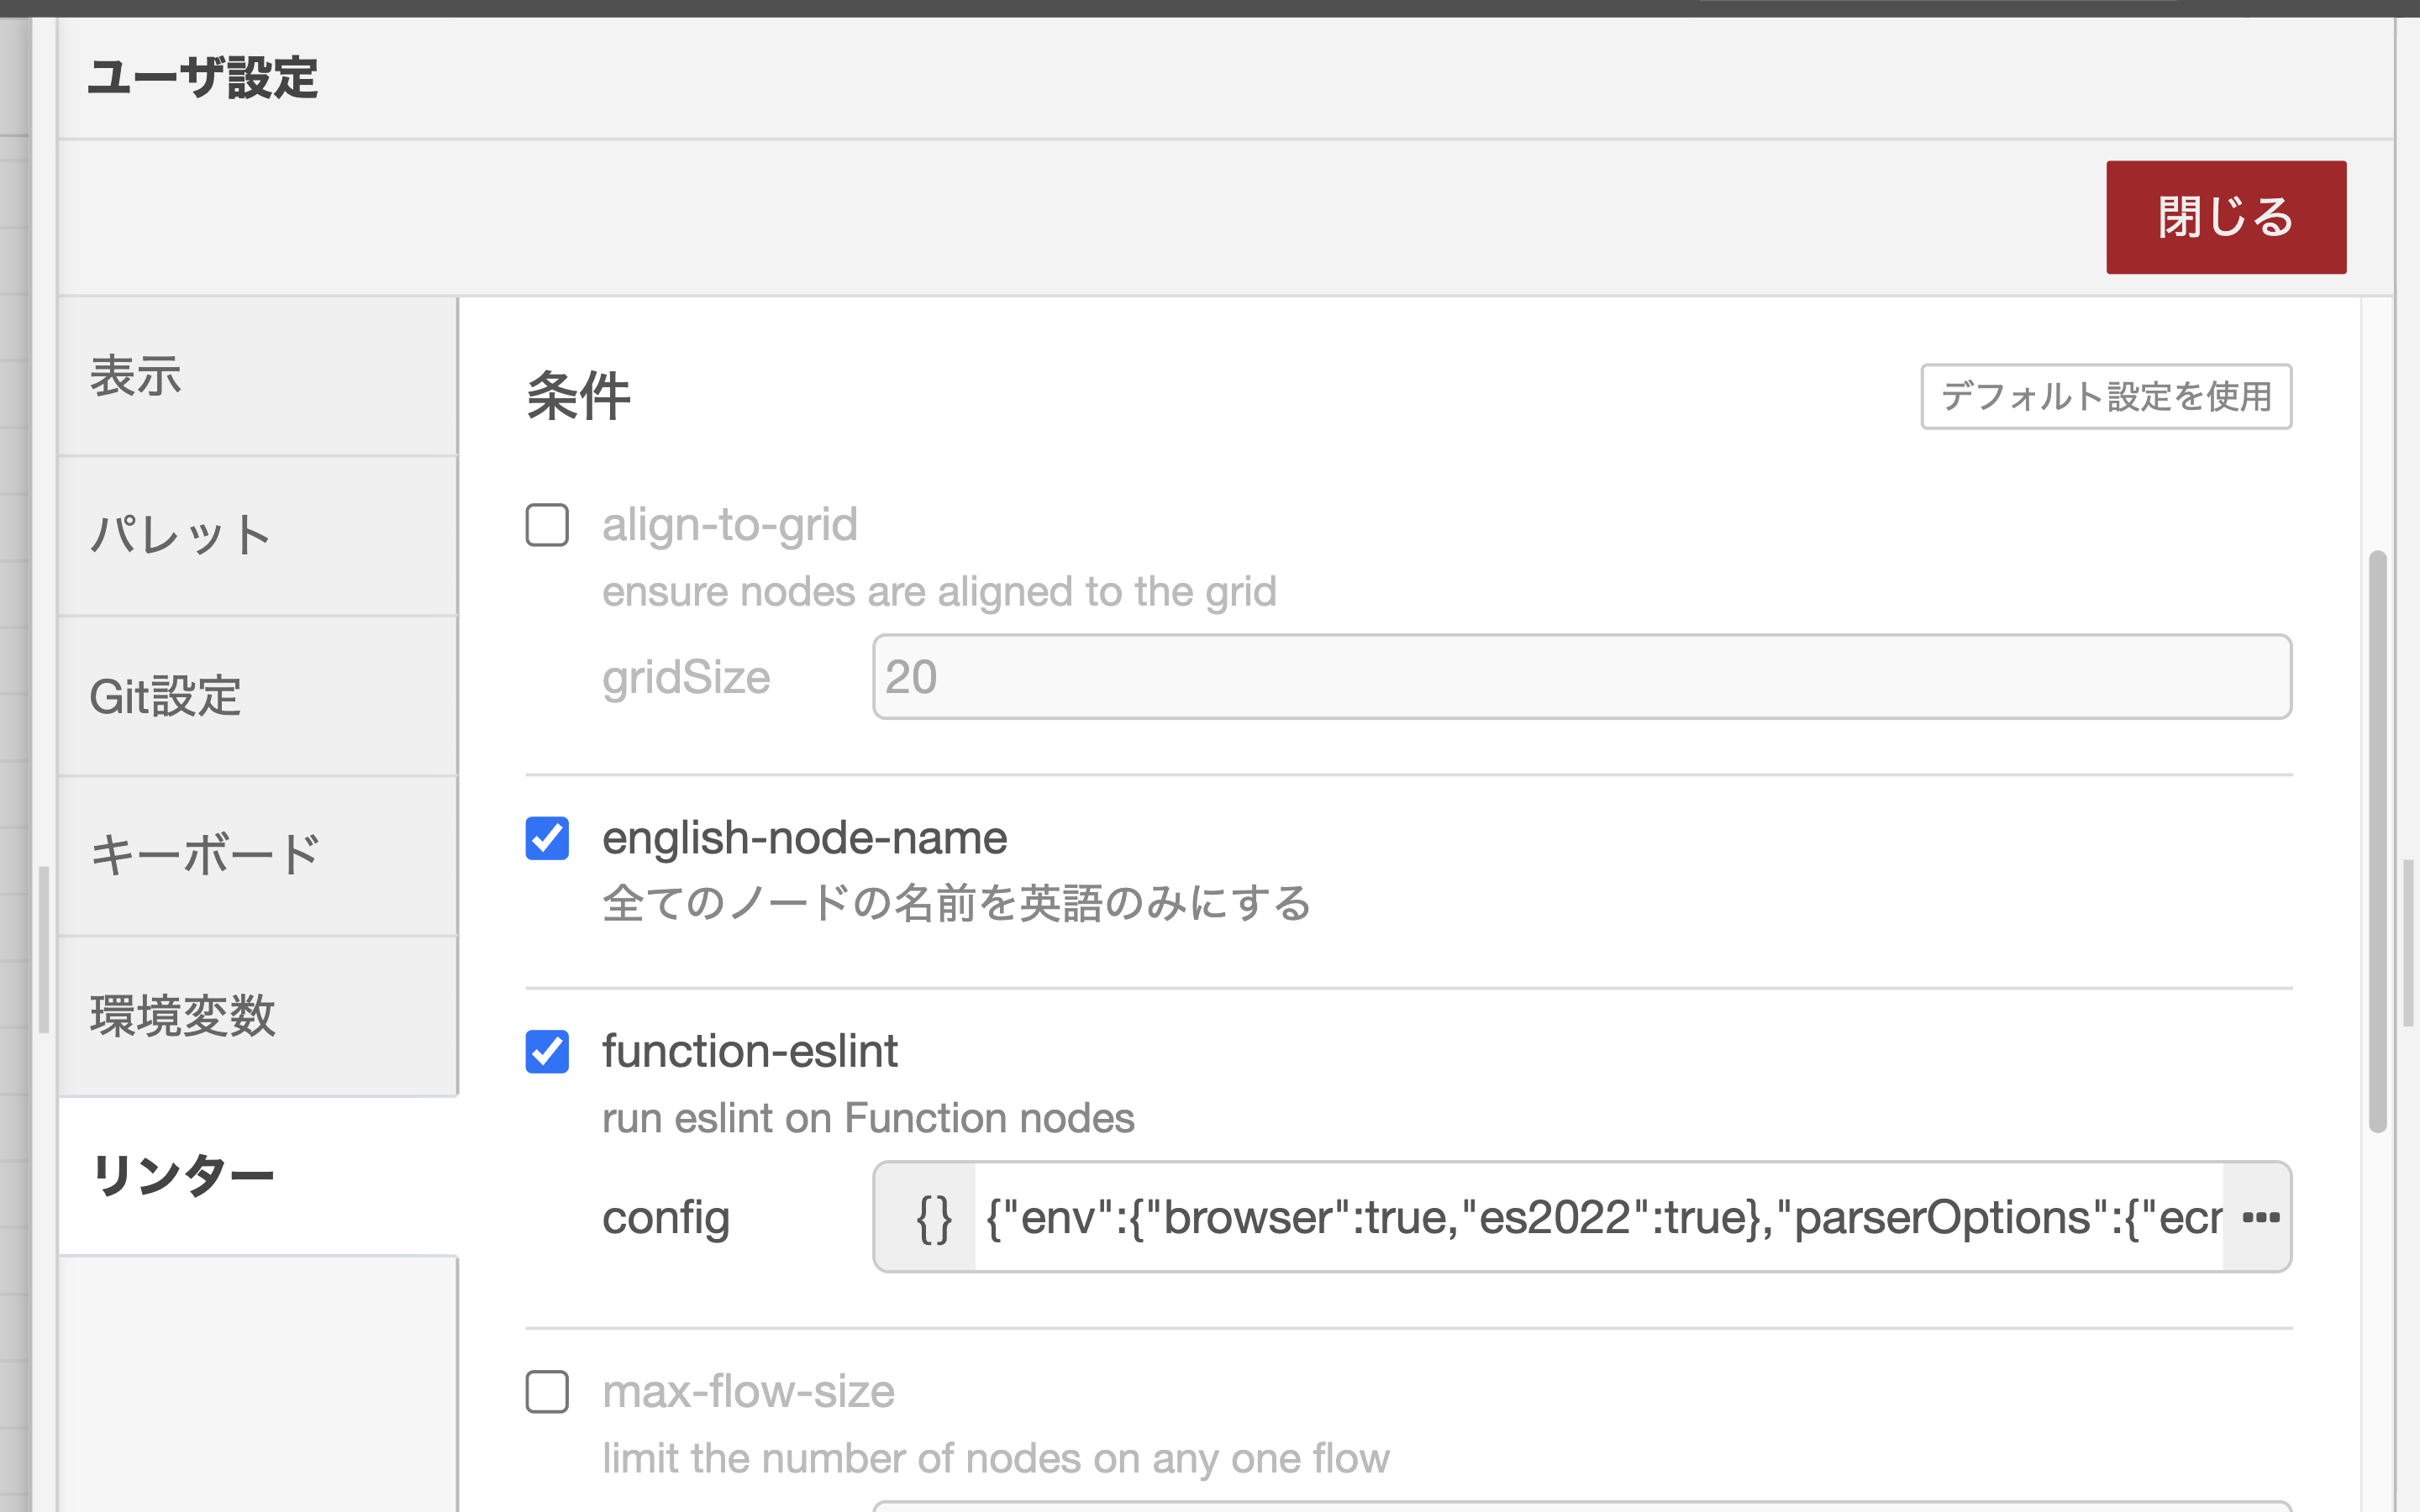 ユーザ設定
閉じる
表示
パレット
Git設定
キーボード
環境変数
リンター
条件
デフォルト設定を使用
align-to-grid
ensure nodes are aligned to the grid
gridSize
20
english-node-name
全てのノードの名前を英語のみにする
function-eslint
run eslint on Function nodes
config
{} {"env":{"browser":true,"es2022":true},"parserOptions":{"ecm
max-flow-size
limit the number of nodes on any one flow